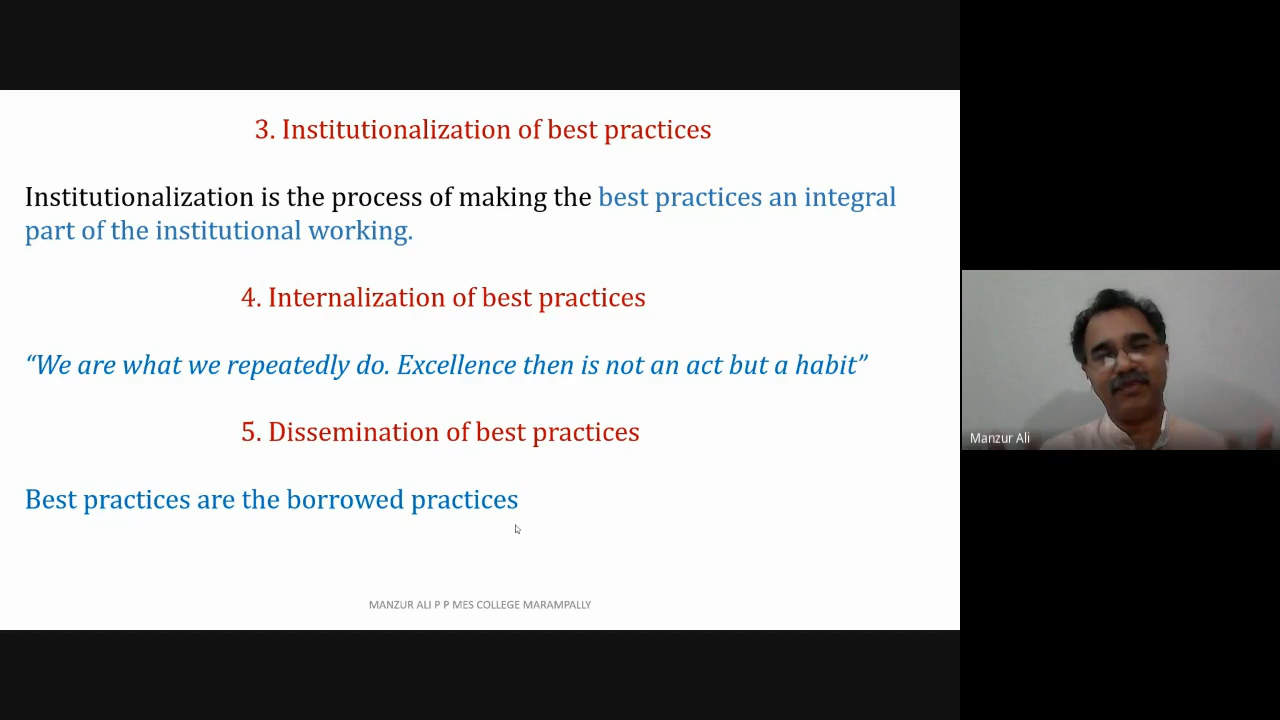 3. Institutionalization of best practices
Institutionalization is the process of making the best practices an integral
part of the institutional working.
4. Internalization of best practices
“We are what we repeatedly do. Excellence then is not an act but a habit”
5. Dissemination of best practices
Best practices are the borrowed practices
MANZUR ALI P P MES COLLEGE MARAMPALLY
Manzur Ali